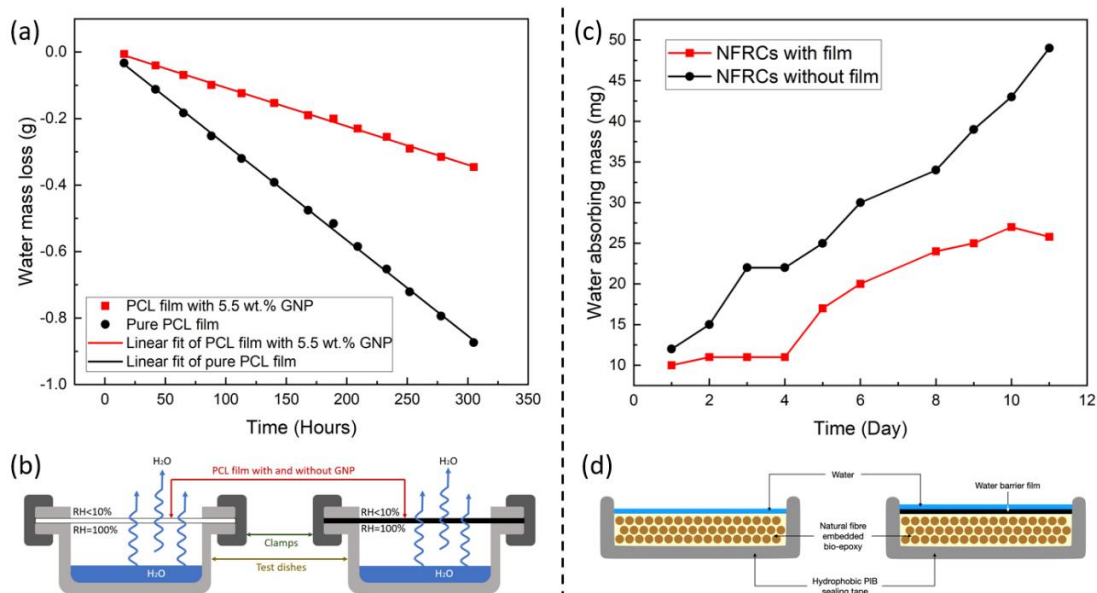 (a)
0.0
-0.2
-0.4
-0.6
-0.8
-1.0
Water mass loss (g)
PCL film with 5.5 wt.% GNP
Pure PCL film
Linear fit of PCL film with 5.5 wt.% GNP
Linear fit of pure PCL film
0 50 100 150 200 250 300 350
Time (Hours)
(c)
50
45
40
35
30
25
20
15
10
Water absorbing mass (mg)
NFRCs with film
NFRCs without film
0 2 4 6 8 10 12
Time (Day)
(b)
H₂O
PCL film with and without GNP
H₂O
RH<10%
RH=100%
RH<10%
RH=100%
Clamps
Test dishes
H₂O
H₂O
(d)
Water
Water barrier film
Natural fibre
embedded
bio-epoxy
Hydrophobic PIB
sealing tape